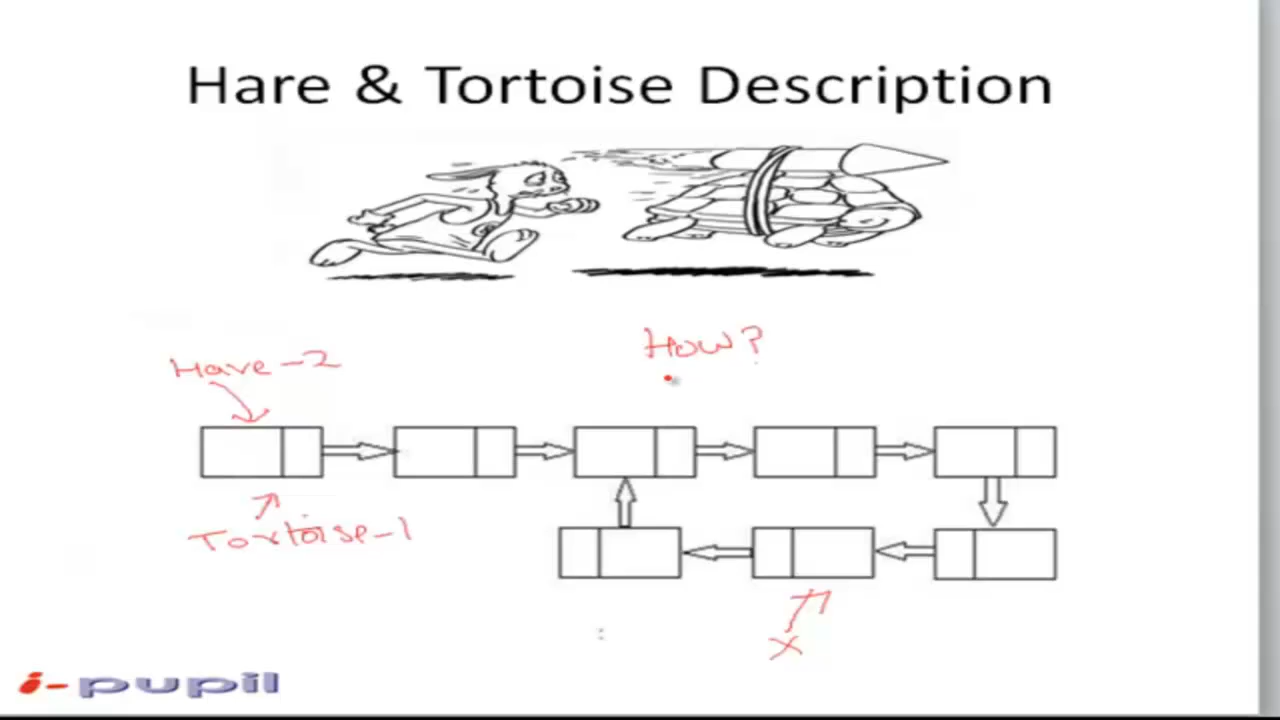 Hare & Tortoise Description
How?
Hare-2
Tortoise-1
X
i-pupil